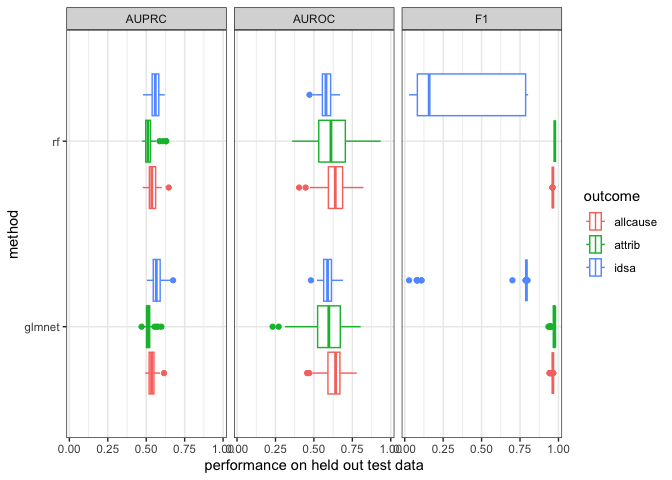 AUPRC AUROC F1
rf
glmnet
method
0.00 0.25 0.50 0.75 1.00 0.00 0.25 0.50 0.75 1.00 0.00 0.25 0.50 0.75 1.00
performance on held out test data
outcome
allcause
attrib
idsa